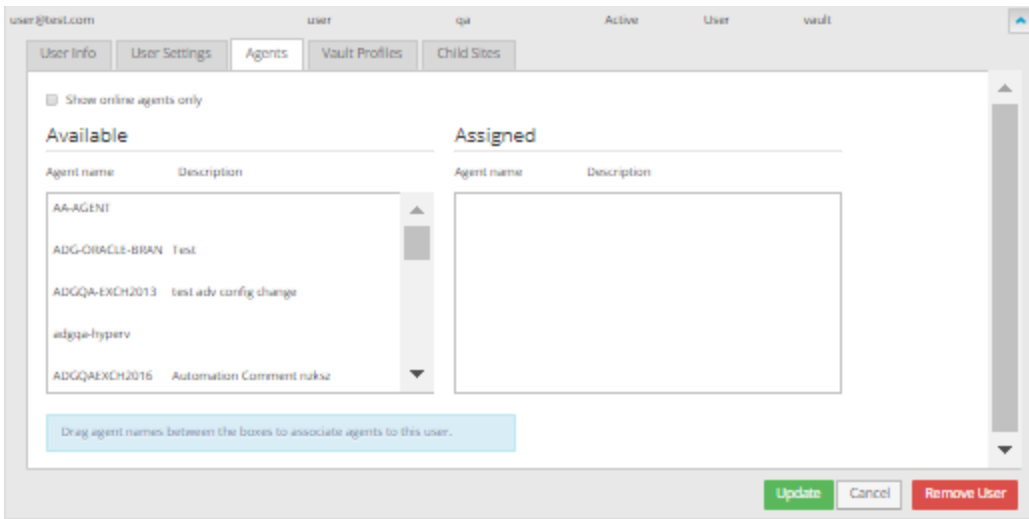 user@test.com user qa Active User vault
User Info User Settings Agents Vault Profiles Child Sites
Show online agents only
Available Assigned
Agent name Description Agent name Description
AA-AGENT
ADG-ORACLE-BRAN Test
ADGQA-EXCH2013 test adv config change
adgqa-hyperv
ADGQAEXCH2016 Automation Comment nzksz
Drag agent names between the boxes to associate agents to this user.
Update Cancel Remove User